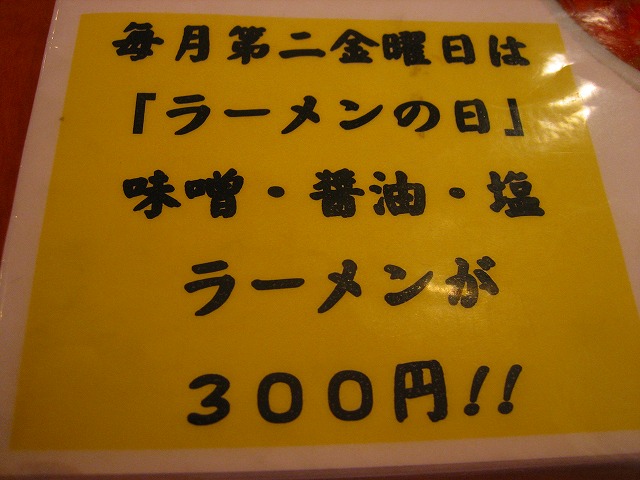 毎月第二金曜日は
「ラーメンの日」
味噌・醤油・塩
ラーメンが
３００円!!